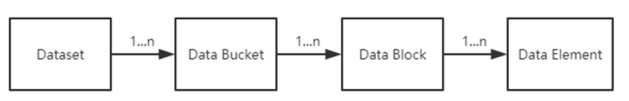 1...n 1...n 1...n
Dataset Data Bucket Data Block Data Element